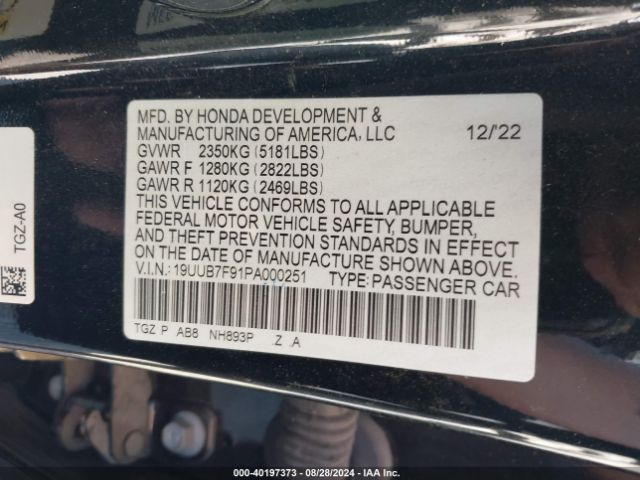 MFD. BY HONDA DEVELOPMENT &
MANUFACTURING OF AMERICA, LLC 12/'22
GVWR 2350KG (5181LBS)
GAWR F 1280KG (2822LBS)
GAWR R 1120KG (2469LBS)
THIS VEHICLE CONFORMS TO ALL APPLICABLE
FEDERAL MOTOR VEHICLE SAFETY, BUMPER,
AND THEFT PREVENTION STANDARDS IN EFFECT
ON THE DATE OF MANUFACTURE SHOWN ABOVE.
V.I.N.: 19UUB7F91PA000251 TYPE: PASSENGER CAR
TGZ P AB8 NH893P .Z .A
TGZ-A0
000-40197373 — 08/28/2024 — IAA Inc.